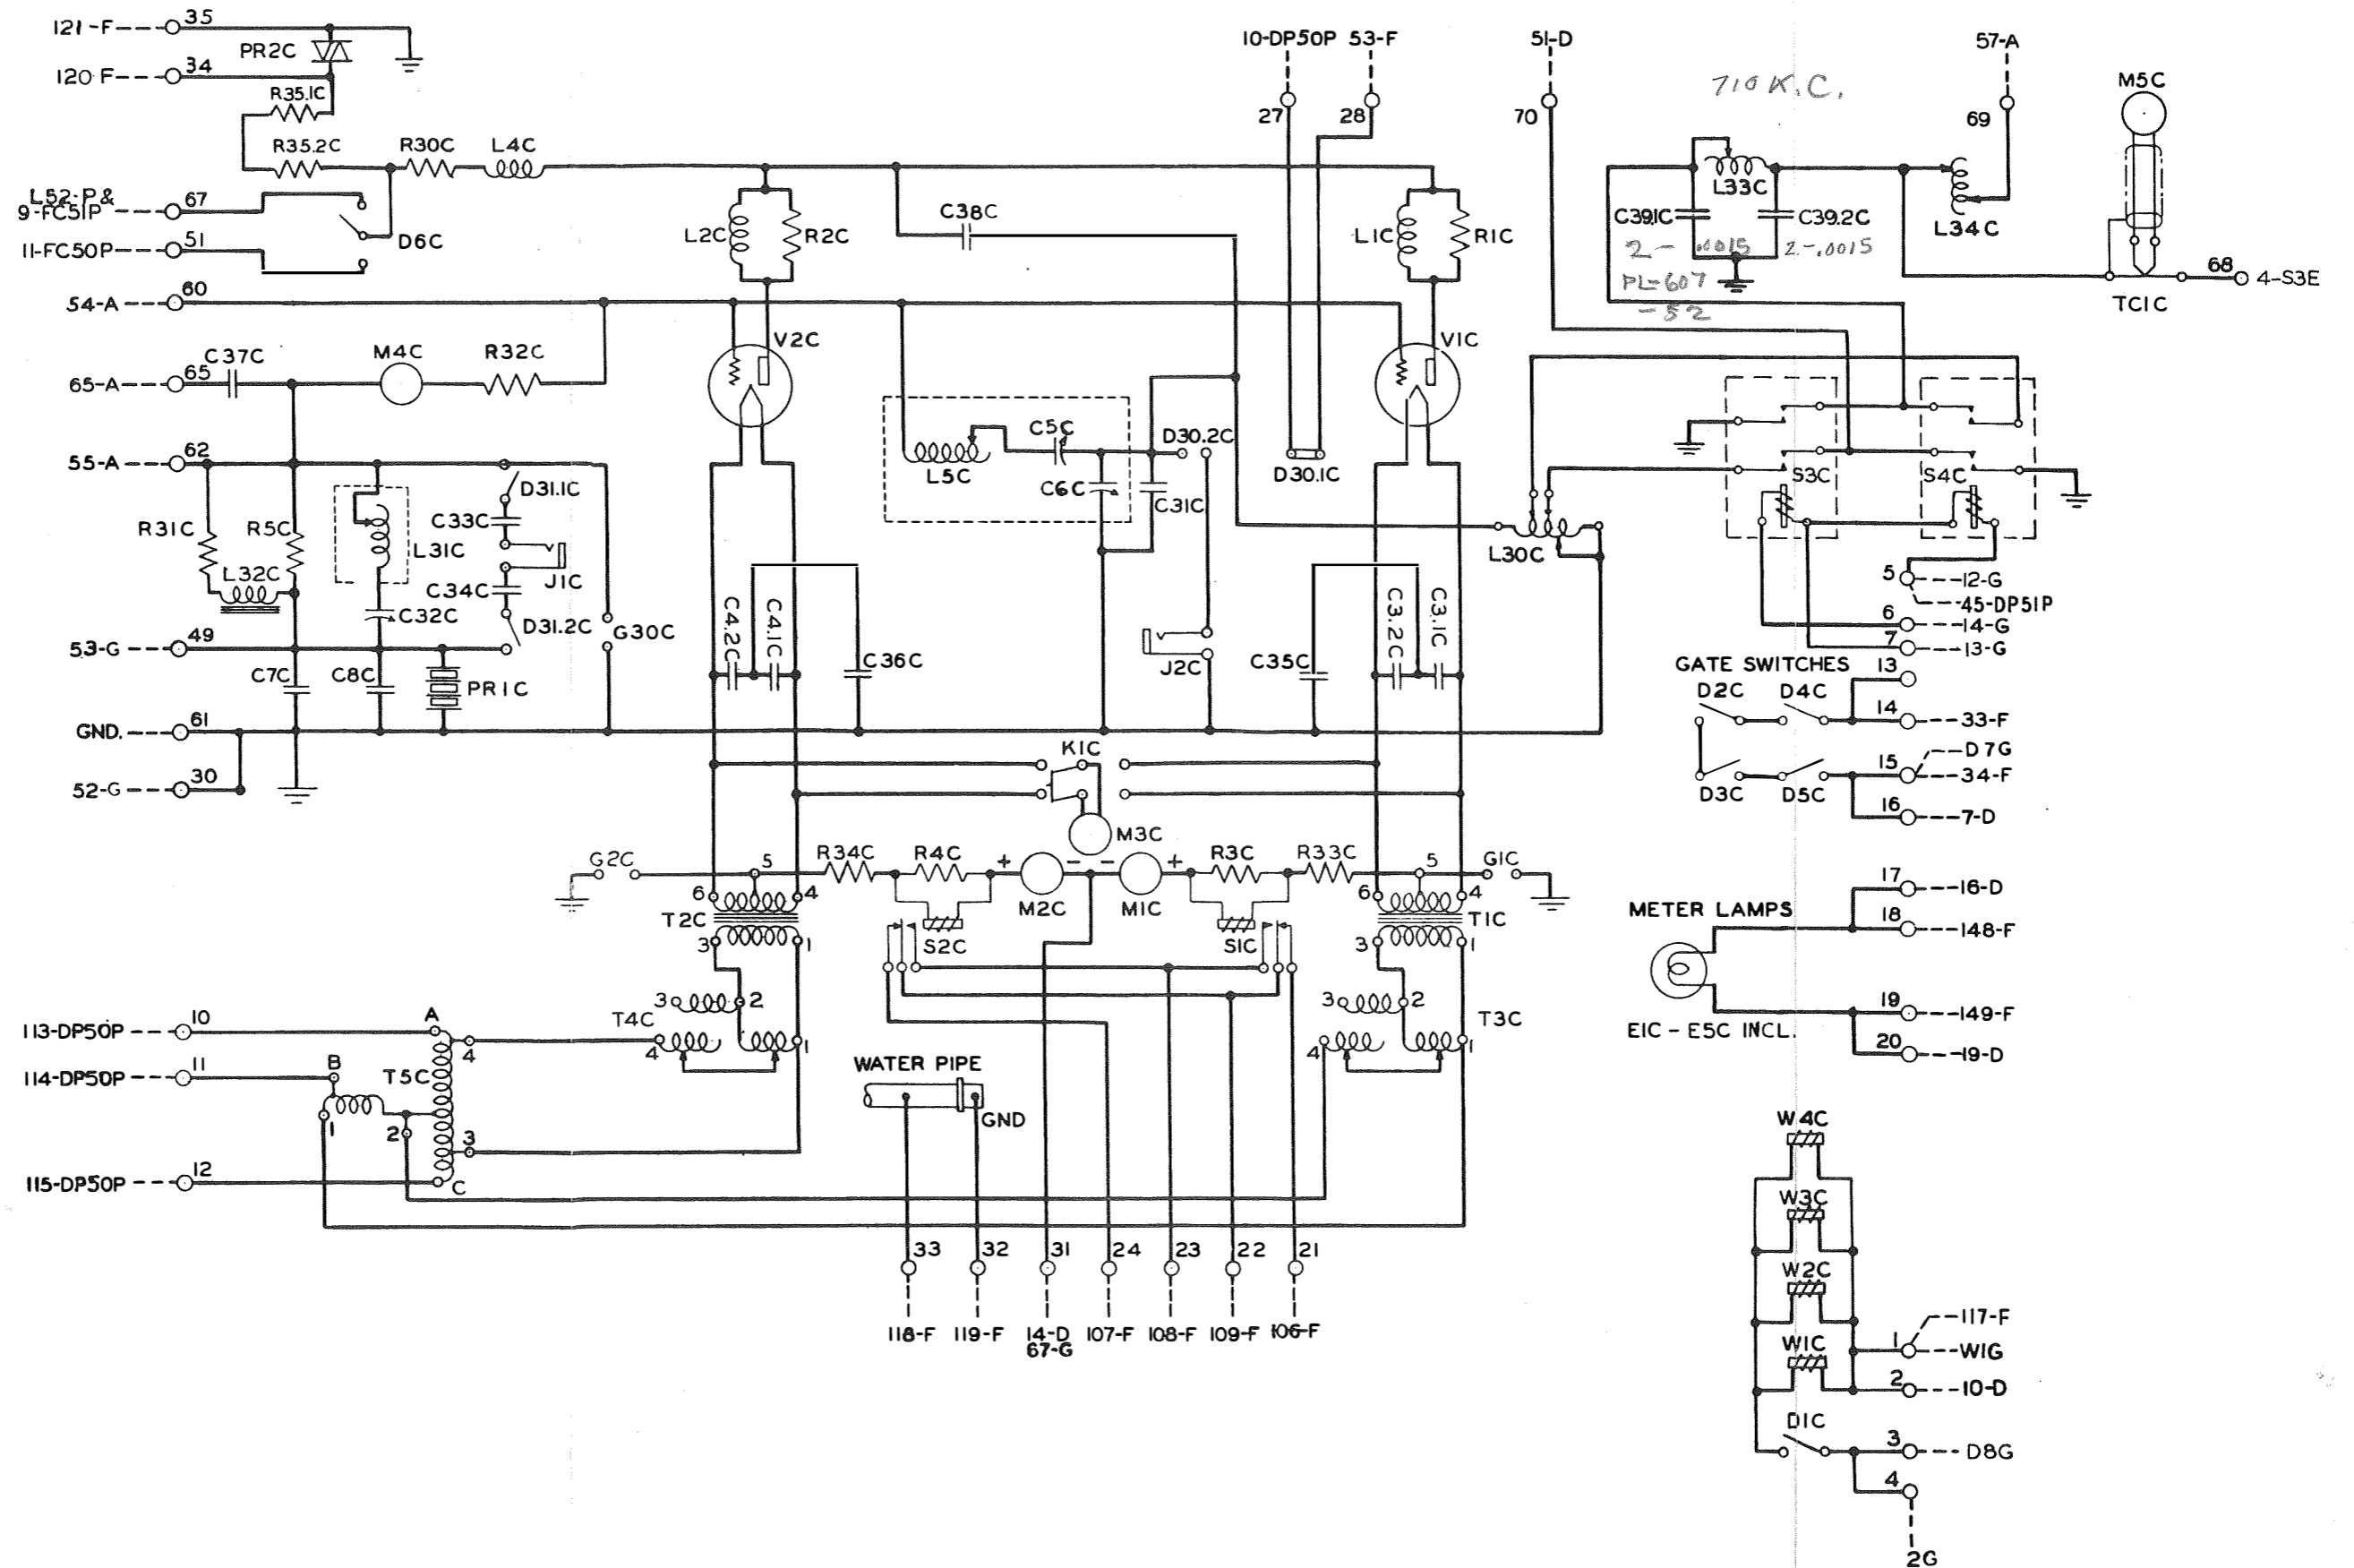 121-F 35
PR2C
120 F 34
R35.1C
R35.2C R30C L4C
L52-P &
9-FC51P 67
11-FC50P 51
D6C
54-A 60
C37C M4C R32C
65-A 65
55-A 62
R31C R5C
L32C
L31C
C32C
D31.1C
C33C
J1C
C34C
D31.2C
G30C
53-G 49
C7C C8C
PR1C
GND. 61
52-G 30
L2C R2C
C38C
L1C R1C
V2C
V1C
L5C
C5C
C6C
C31C
D30.2C
D30.1C
10-DP50P 53-F
27 28
51-D
70
710 K.C.
57-A
69
M5C
L33C
C39.1C C39.2C
2 - .0015 2-.0015
PL-607
-52
L34C
68 4-S3E
TC1C
S3C S4C
L30C
5 12-G
45-DP51P
6 14-G
7 13-G
C4.2C C4.1C
C36C
J2C
C35C
C3.2C C3.1C
K1C
M3C
G2C 5 R34C R4C + - - + R3C R33C 5 G1C
M2C M1C
6 4
T2C
3 1
S2C S1C
6 4
T1C
3 1
3 2
T4C
4 1
3 2
T3C
4 1
113-DP50P 10 A
4
114-DP50P 11 B
T5C
1 2 3
115-DP50P 12 C
WATER PIPE
GND
33 32 31 24 23 22 21
118-F 119-F 14-D 107-F 108-F 109-F 106-F
67-G
GATE SWITCHES 13
D2C D4C
14 33-F
D7G
15 34-F
D3C D5C
16 7-D
17 16-D
METER LAMPS
18 148-F
19 149-F
E1C - E5C INCL.
20 19-D
W4C
W3C
W2C
117-F
W1C
1 W1G
2 10-D
D1C
3 D8G
4
2G